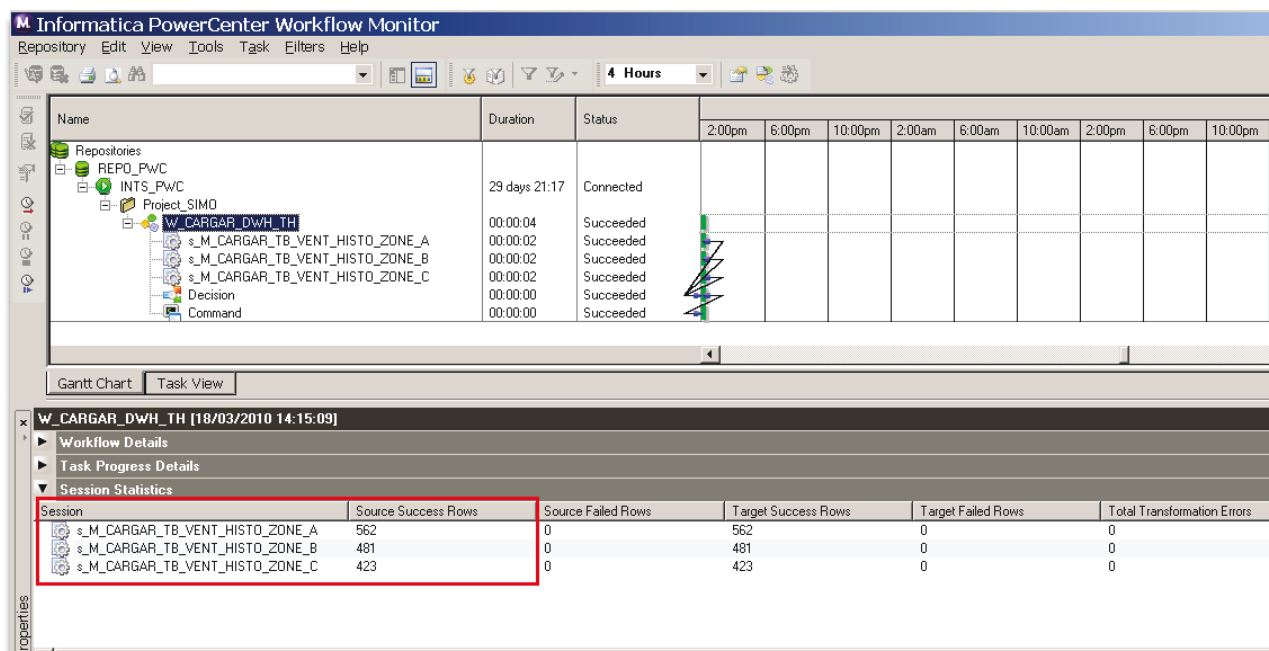 Informatica PowerCenter Workflow Monitor
Repository Edit View Tools Task Filters Help
4 Hours
Name Duration Status 2:00pm 6:00pm 10:00pm 2:00am 6:00am 10:00am 2:00pm 6:00pm 10:00pm
Repositories
REPO_PWC
INTS_PWC 29 days 21:17 Connected
Project_SIMO
W_CARGAR_DWH_TH 00:00:04 Succeeded
s_M_CARGAR_TB_VENT_HISTO_ZONE_A 00:00:02 Succeeded
s_M_CARGAR_TB_VENT_HISTO_ZONE_B 00:00:02 Succeeded
s_M_CARGAR_TB_VENT_HISTO_ZONE_C 00:00:02 Succeeded
Decision 00:00:00 Succeeded
Command 00:00:00 Succeeded
Gantt Chart Task View
W_CARGAR_DWH_TH [18/03/2010 14:15:09]
Workflow Details
Task Progress Details
Session Statistics
Session Source Success Rows Source Failed Rows Target Success Rows Target Failed Rows Total Transformation Errors
s_M_CARGAR_TB_VENT_HISTO_ZONE_A 562 0 562 0 0
s_M_CARGAR_TB_VENT_HISTO_ZONE_B 481 0 481 0 0
s_M_CARGAR_TB_VENT_HISTO_ZONE_C 423 0 423 0 0
roperties